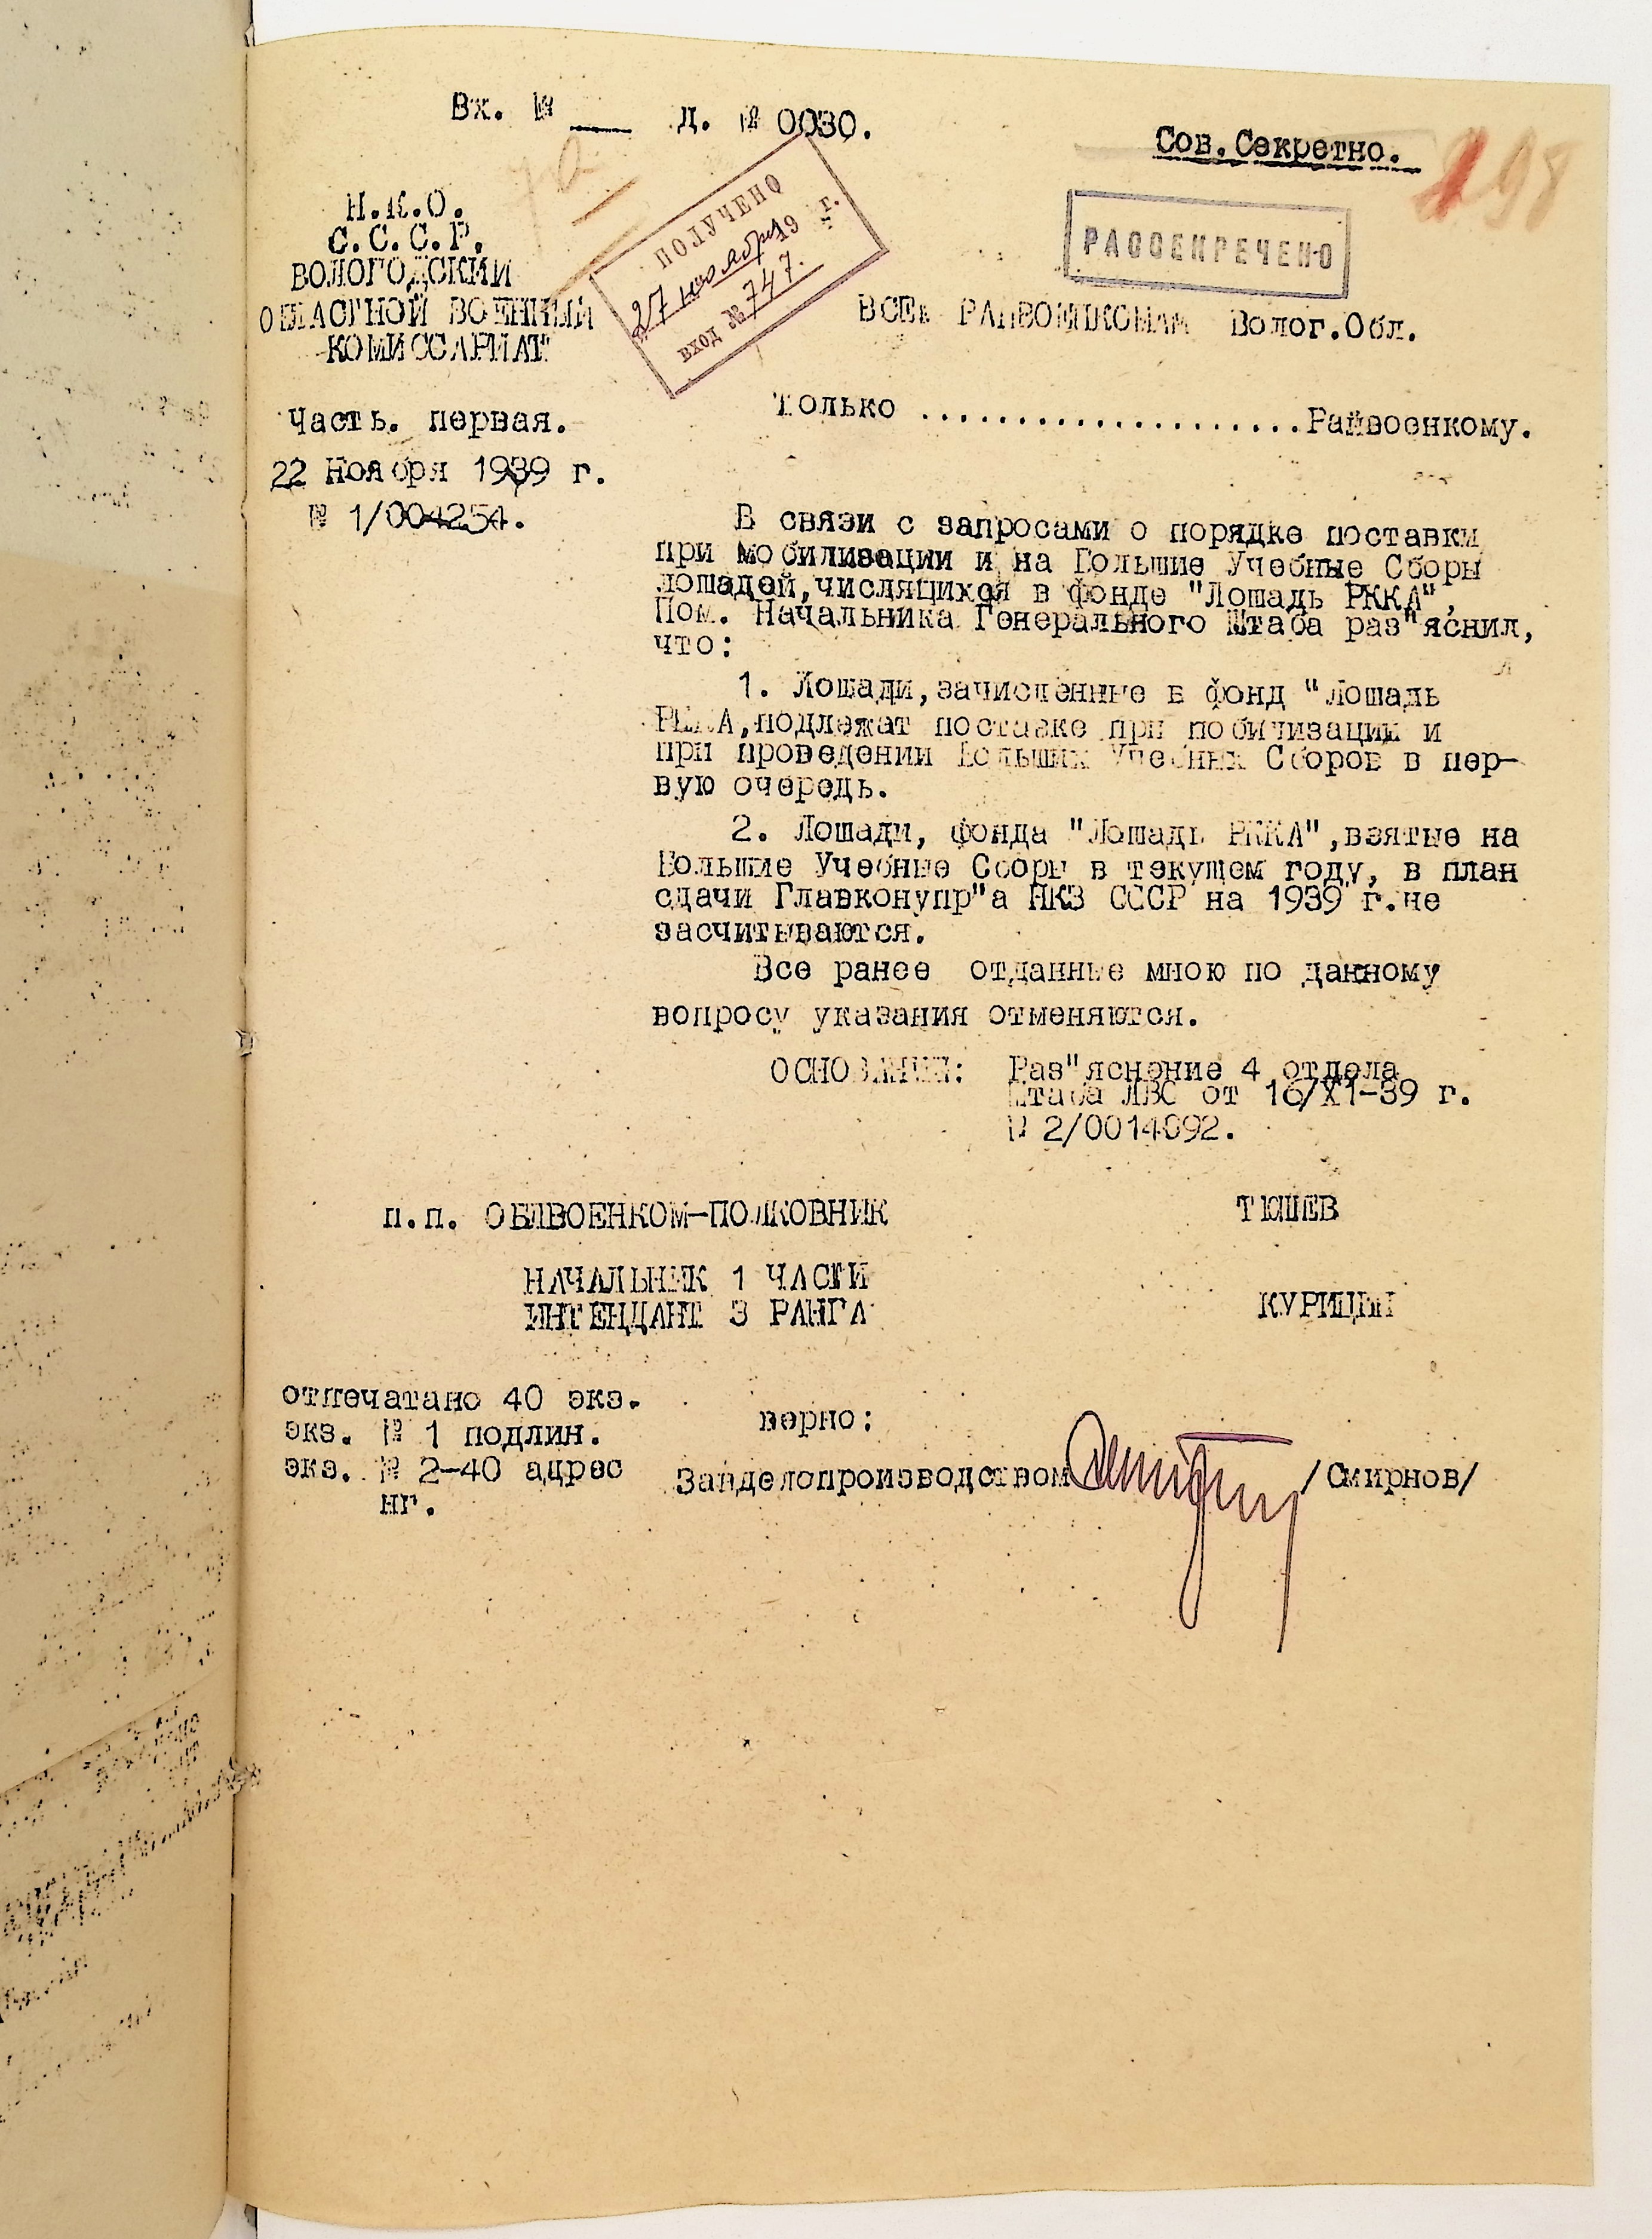 Вх. № ___ д. № 0030.
Сов.Секретно.
198
Н.К.О.
С.С.С.Р.
ВОЛОГОДСКИЙ
ОБЛАСТНОЙ ВОЕННЫЙ
КОМИССАРИАТ
ПОЛУЧЕНО
27 ноября 19 г.
ВХОД № 747.
РАССЕКРЕЧЕНО
ВСЕМ РАЙВОЕНКОМАМ Волог.Обл.
Часть. первая.
22 Ноября 1939 г.
№ 1/004254.
Только .....................Райвоенкому.
В связи с запросами о порядке поставки
при мобилизации и на Большие Учебные Сборы
лошадей,числящихся в фонде "Лошадь РККА",
Пом. Начальника Генерального Штаба раз"яснил,
что:
1. Лошади,зачисленные в фонд "Лошадь
РККА,подлежат поставке при мобилизации и
при проведении Больших Учебных Сборов в пер-
вую очередь.
2. Лошади, фонда "Лошадь РККА",взятые на
Большие Учебные Сборы в текущем году, в план
сдачи Главконупр"а НКЗ СССР на 1939 г.не
засчитываются.
Все ранее отданные мною по данному
вопросу указания отменяются.
ОСНОВАНИЕ: Раз"яснение 4 отдела
Штаба ЛВО от 16/X1-39 г.
№ 2/0014092.
п.п. ОБЛВОЕНКОМ-ПОЛКОВНИК ТЮШЕВ
НАЧАЛЬНИК 1 ЧАСТИ
ИНТЕНДАНТ 3 РАНГА КУРИЦЫН
отпечатано 40 экз.
экз. № 1 подлин.
экз. № 2-40 адрес
нг.
верно:
Завделопроизводством /Смирнов/